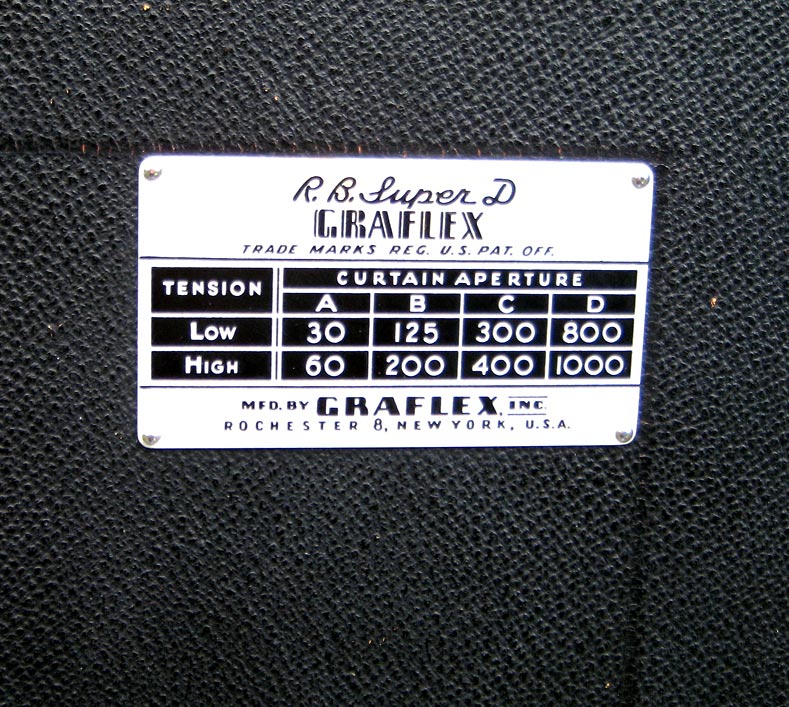 R. B. Super D
GRAFLEX
TRADE MARKS REG. U.S. PAT. OFF.
TENSION CURTAIN APERTURE
A B C D
LOW 30 125 300 800
HIGH 60 200 400 1000
MFD. BY GRAFLEX, INC.
ROCHESTER 8, NEW YORK, U.S.A.